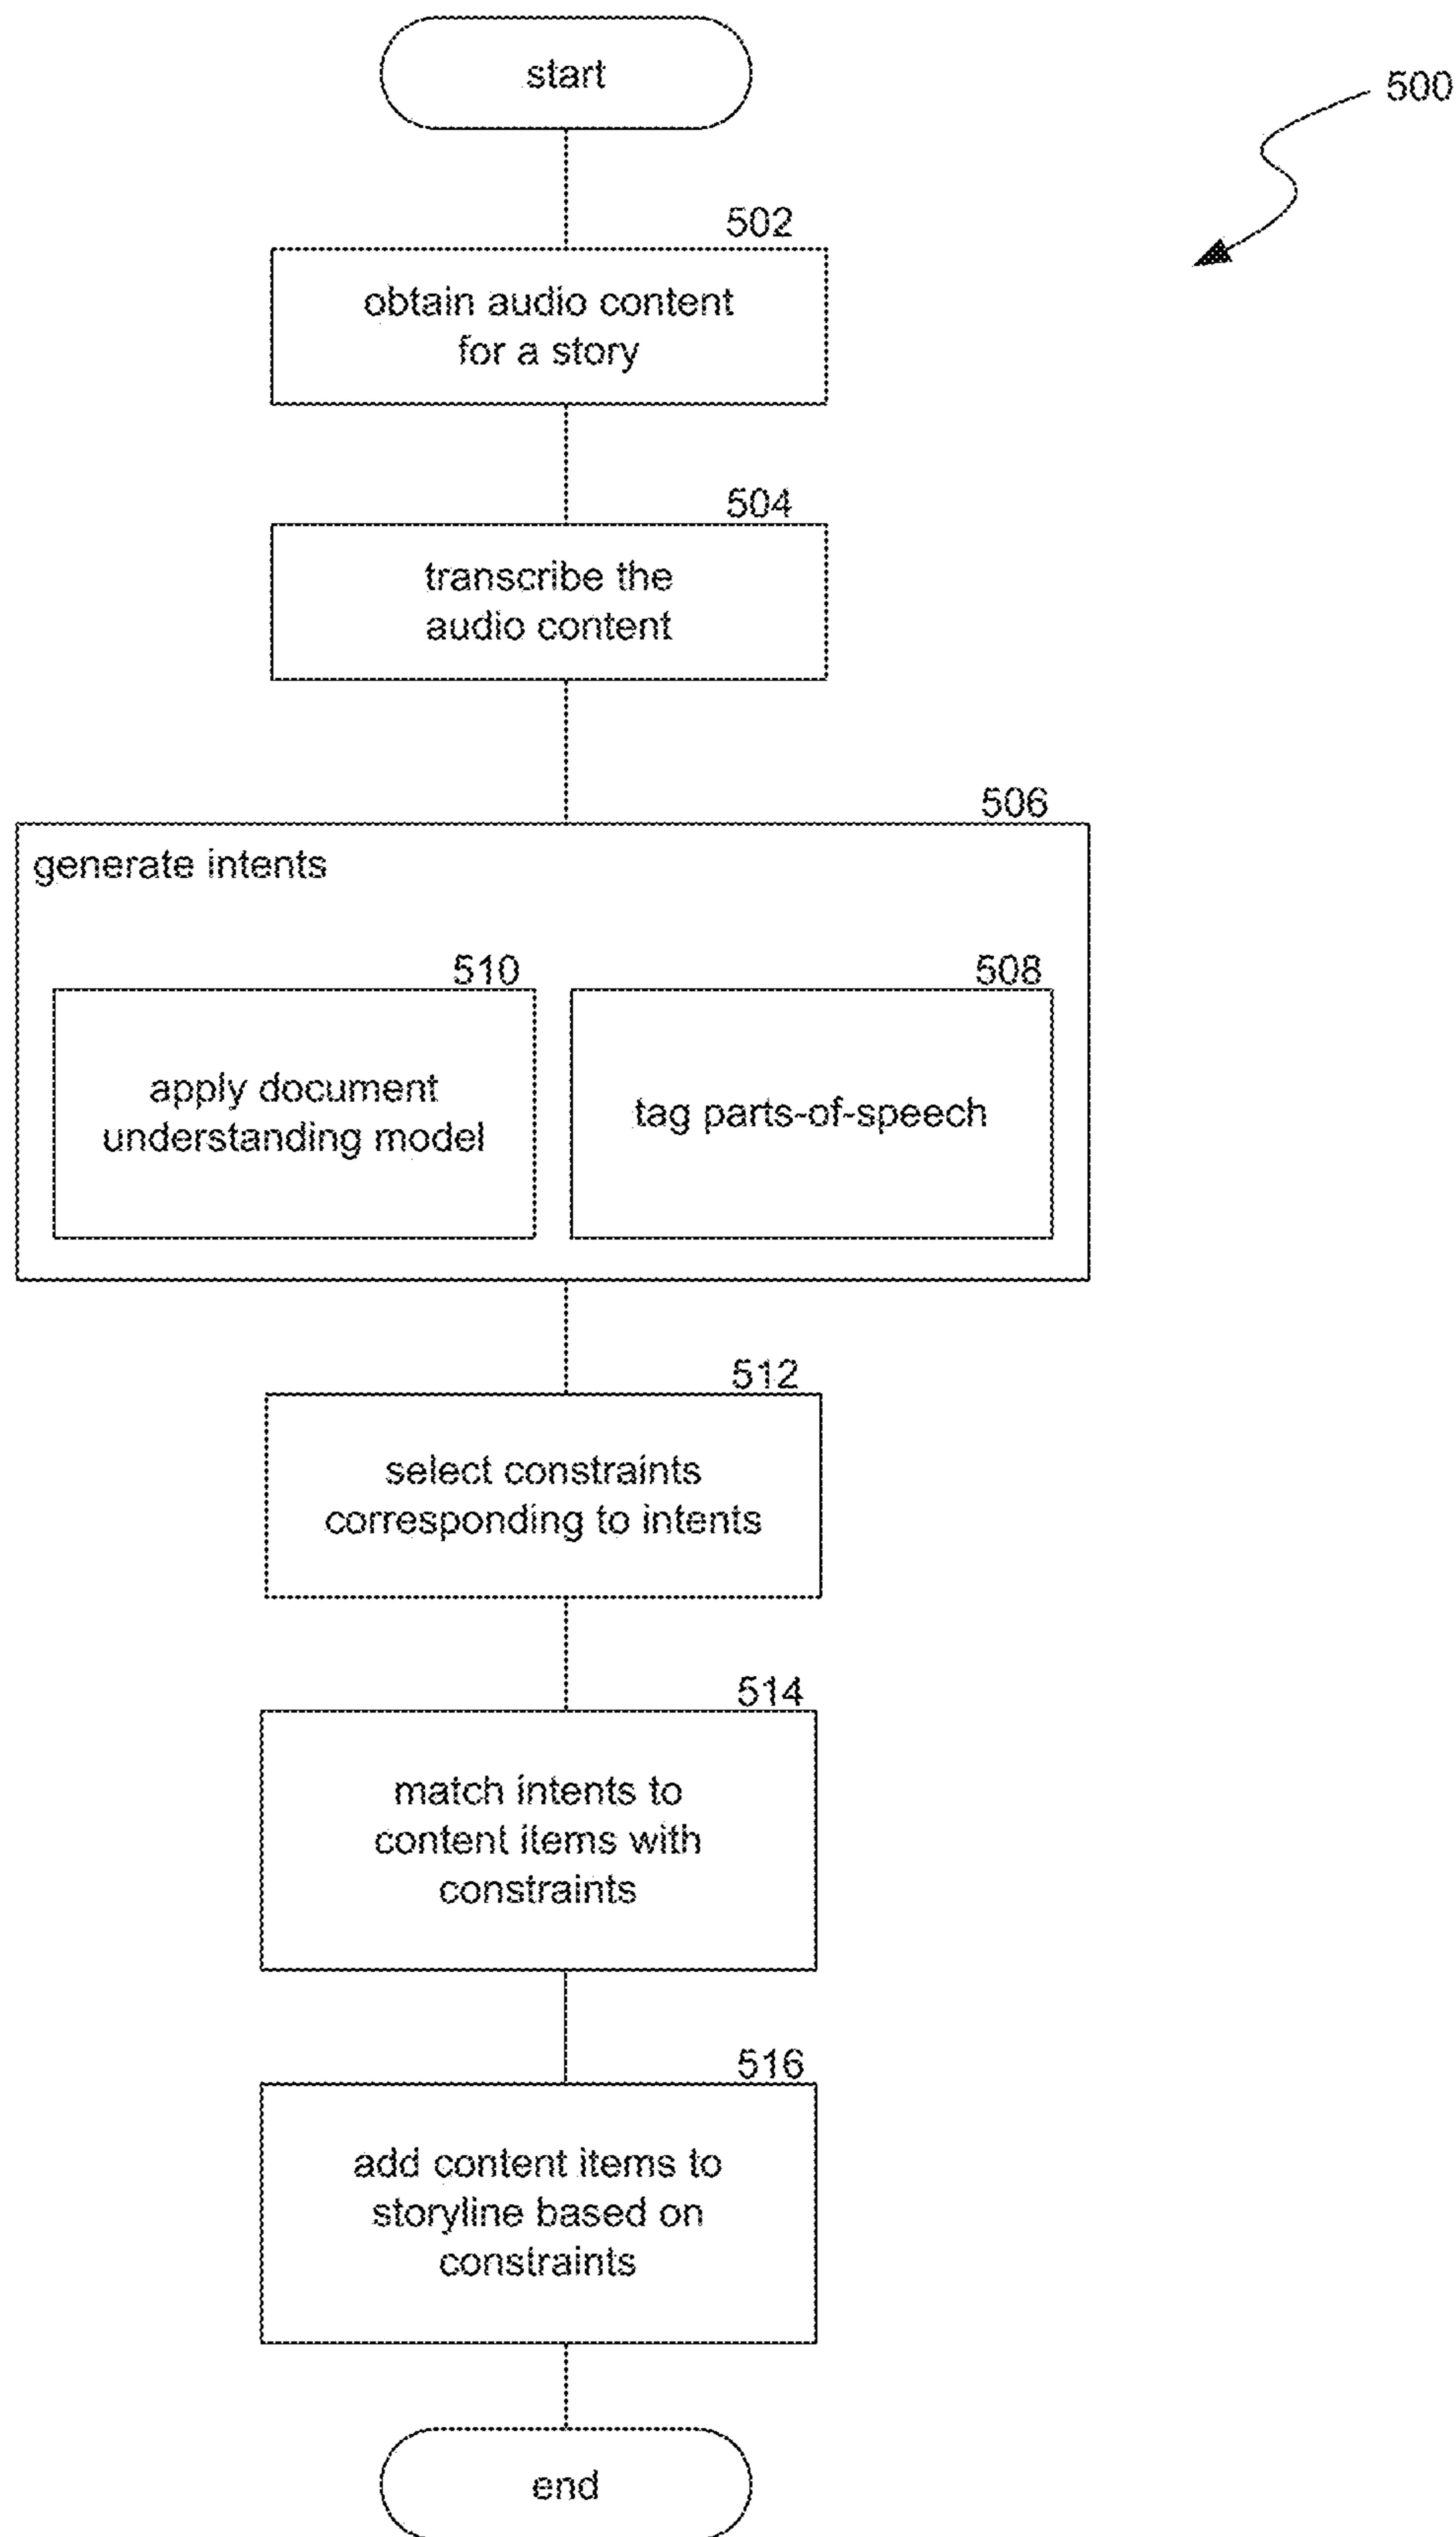 start
500
502
obtain audio content
for a story
504
transcribe the
audio content
506
generate intents
510
apply document
understanding model
508
tag parts-of-speech
512
select constraints
corresponding to intents
514
match intents to
content items with
constraints
516
add content items to
storyline based on
constraints
end